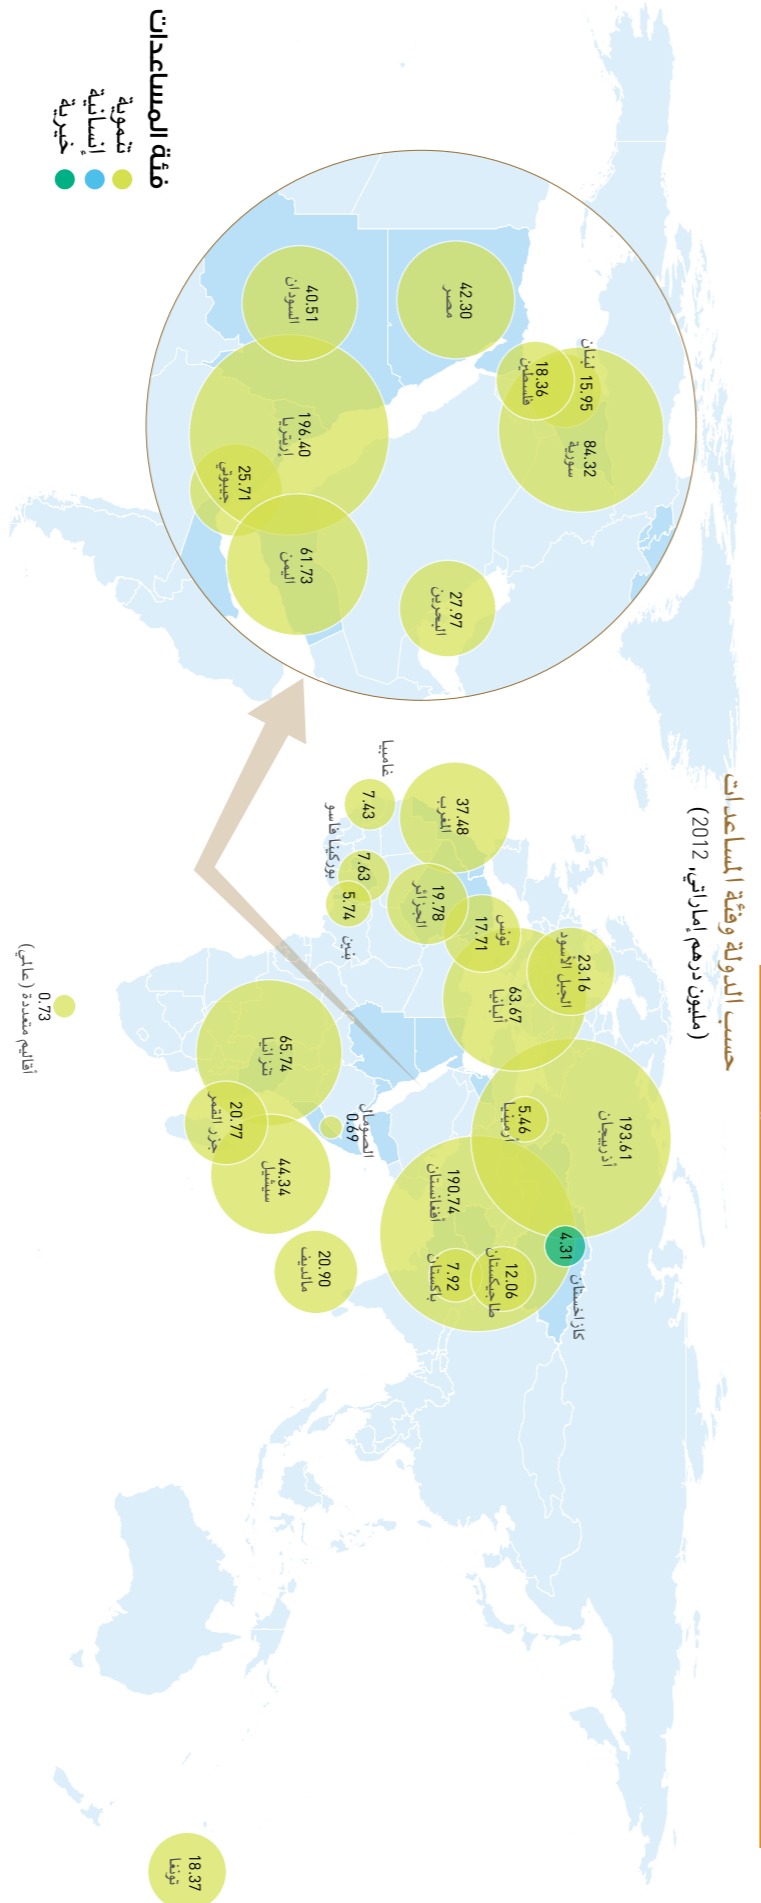 حسب الدولة وفئة المساعدات
(مليون درهم إماراتي, 2012)
84.32
سورية
لبنان 15.95
18.36
فلسطين
42.30
مصر
27.97
البحرين
40.51
السودان
196.40
إريتريا
25.71
جيبوتي
61.73
اليمن
23.16
الجبل الأسود
63.67
ألبانيا
17.71
تونس
37.48
المغرب
19.78
الجزائر
غامبيا
7.43
بوركينا فاسو
7.63
5.74
بنين
193.61
أذربيجان
5.46
أرمينيا
4.31
كازاخستان
190.74
أفغانستان
12.06
طاجيكستان
7.92
باكستان
الصومال
0.69
65.74
تنزانيا
20.77
جزر القمر
44.34
سيشيل
20.90
مالديف
18.37
تونغا
0.73
أقاليم متعددة (عالمي)
فئة المساعدات
تنموية
إنسانية
خيرية